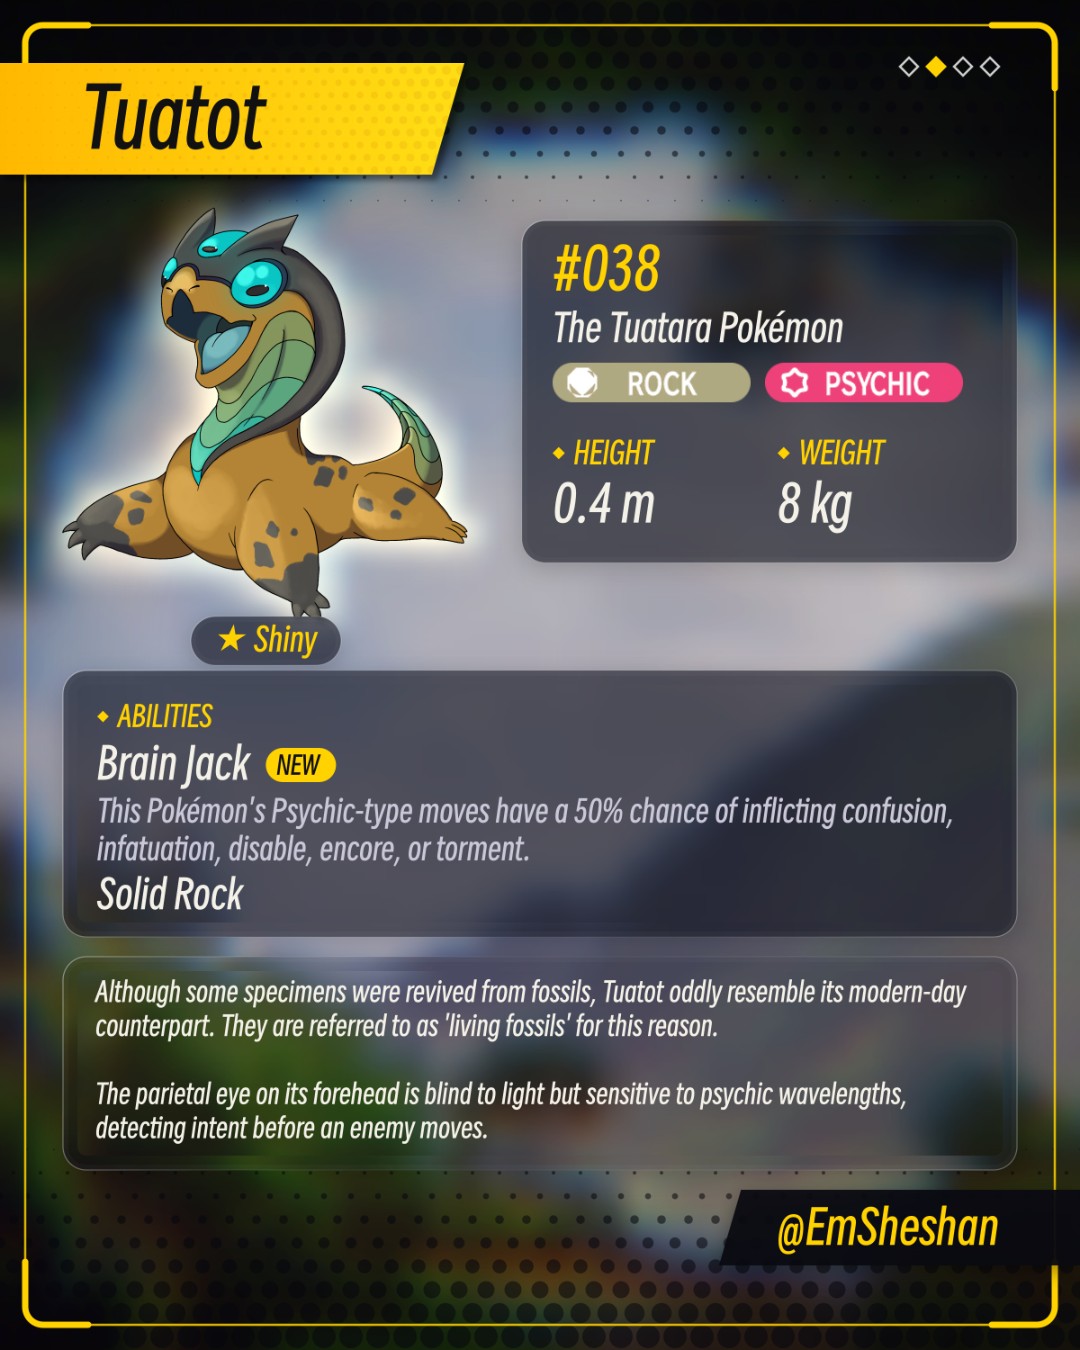 Tuatot
#038
The Tuatara Pokémon
ROCK PSYCHIC
HEIGHT WEIGHT
0.4 m 8 kg
Shiny
ABILITIES
Brain Jack NEW
This Pokémon's Psychic-type moves have a 50% chance of inflicting confusion,
infatuation, disable, encore, or torment.
Solid Rock
Although some specimens were revived from fossils, Tuatot oddly resemble its modern-day
counterpart. They are referred to as 'living fossils' for this reason.
The parietal eye on its forehead is blind to light but sensitive to psychic wavelengths,
detecting intent before an enemy moves.
@EmSheshan